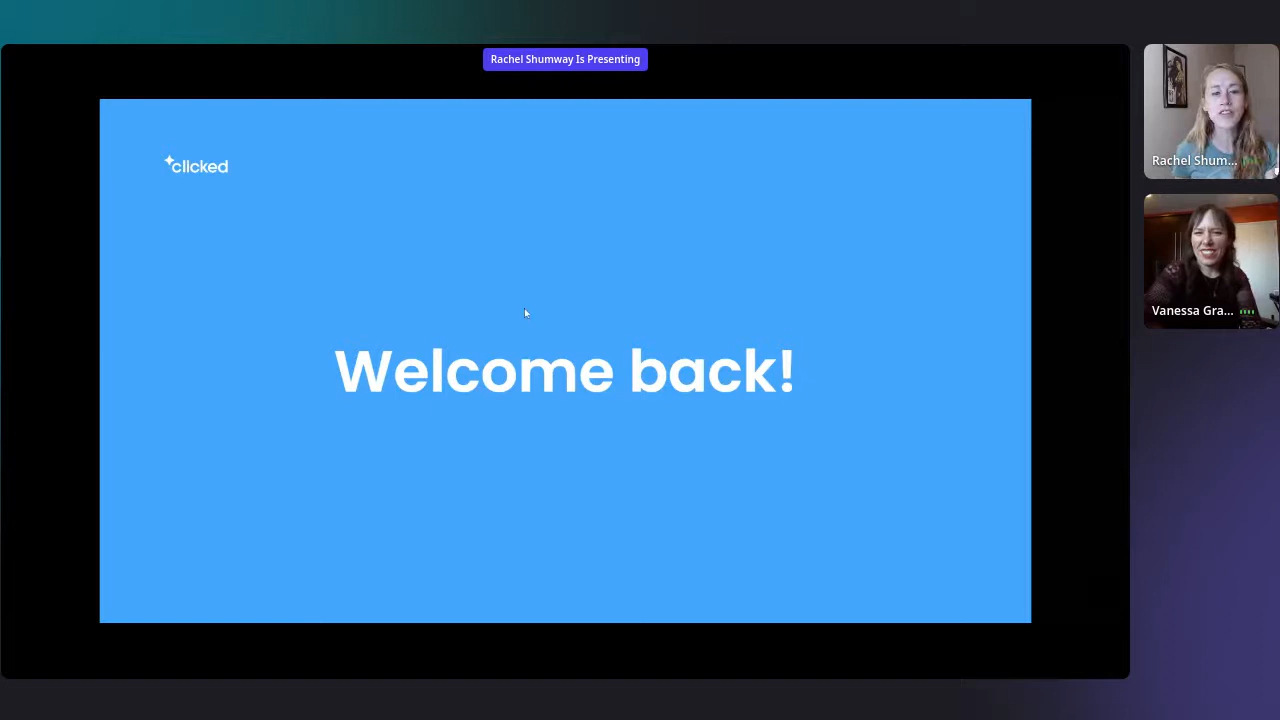 Rachel Shumway Is Presenting
clicked
Welcome back!
Rachel Shum...
Vanessa Gra...